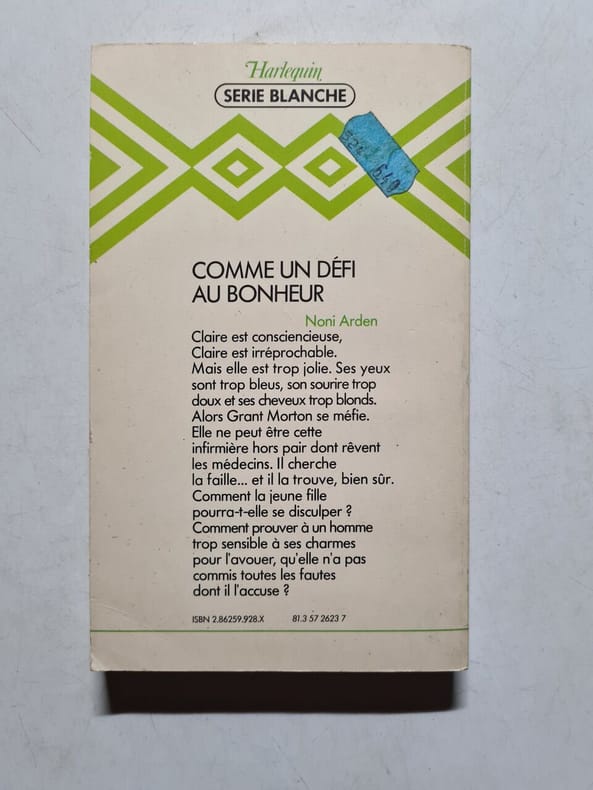 Harlequin
SERIE BLANCHE
COMME UN DÉFI
AU BONHEUR
Noni Arden
Claire est consciencieuse,
Claire est irréprochable.
Mais elle est trop jolie. Ses yeux
sont trop bleus, son sourire trop
doux et ses cheveux trop blonds.
Alors Grant Morton se méfie.
Elle ne peut être cette
infirmière hors pair dont rêvent
les médecins. Il cherche
la faille... et il la trouve, bien sûr.
Comment la jeune fille
pourra-t-elle se disculper ?
Comment prouver à un homme
trop sensible à ses charmes
pour l'avouer, qu'elle n'a pas
commis toutes les fautes
dont il l'accuse ?
ISBN 2.86259.928.X 81.3 57 2623 7